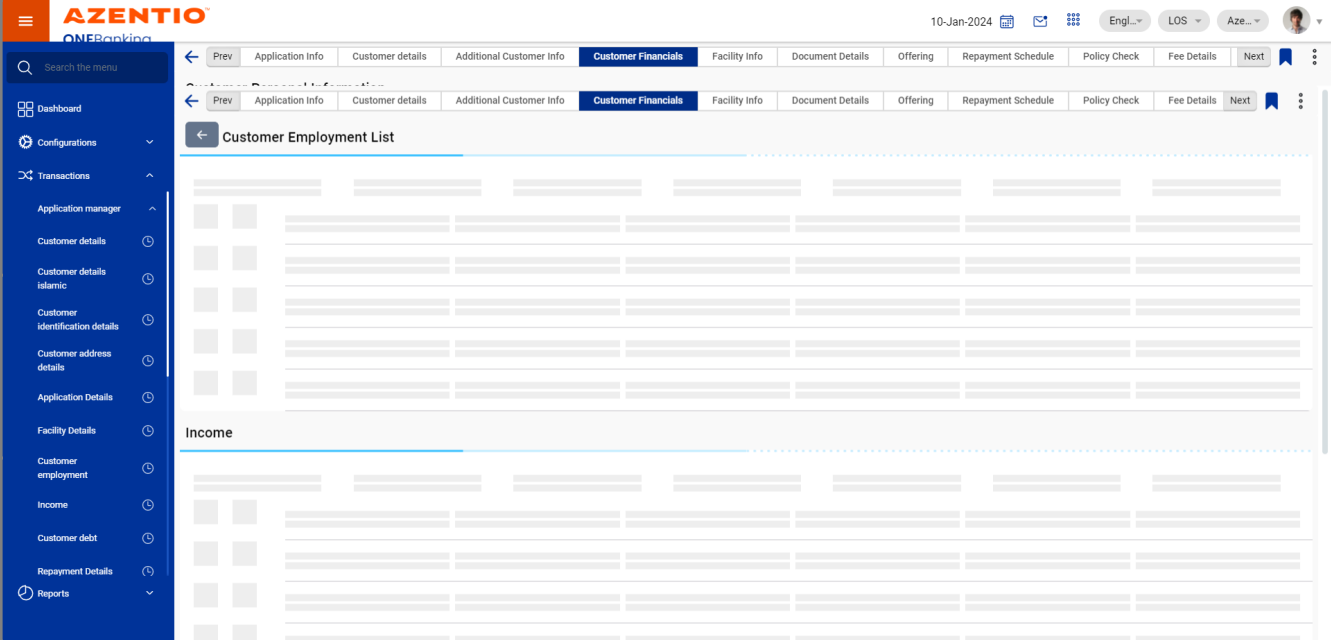 AZENTIO
ONEBanking
10-Jan-2024
Engl...
LOS
Aze...
Search the menu
Dashboard
Configurations
Transactions
Application manager
Customer details
Customer details
islamic
Customer
identification details
Customer address
details
Application Details
Facility Details
Customer
employment
Income
Customer debt
Repayment Details
Reports
Prev Application Info Customer details Additional Customer Info Customer Financials Facility Info Document Details Offering Repayment Schedule Policy Check Fee Details Next
Customer Personal Information
Prev Application Info Customer details Additional Customer Info Customer Financials Facility Info Document Details Offering Repayment Schedule Policy Check Fee Details Next
Customer Employment List
Income